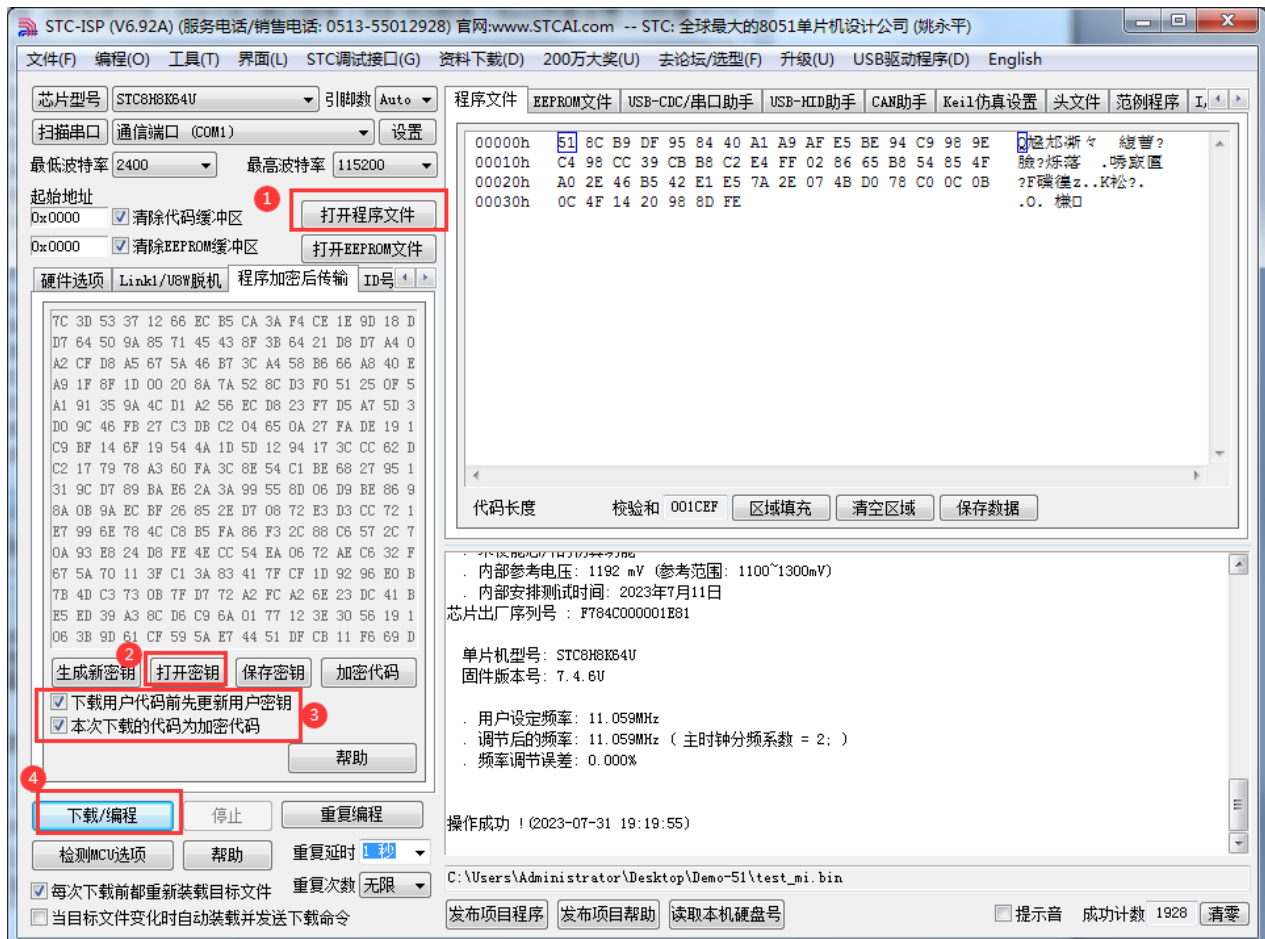 STC-ISP (V6.92A) (服务电话/销售电话: 0513-55012928) 官网:www.STCAI.com -- STC: 全球最大的8051单片机设计公司 (姚永平)
文件(F) 编程(O) 工具(T) 界面(L) STC调试接口(G) 资料下载(D) 200万大奖(U) 去论坛/选型(F) 升级(U) USB驱动程序(D) English
芯片型号 STC8H8K64U 引脚数 Auto
扫描串口 通信端口 (COM1) 设置
最低波特率 2400 最高波特率 115200
起始地址
1
0x0000 清除代码缓冲区 打开程序文件
0x0000 清除EEPROM缓冲区 打开EEPROM文件
硬件选项 Link1/U8W脱机 程序加密后传输 ID号
7C 3D 53 37 12 66 EC B5 CA 3A F4 CE 1E 9D 18 D
D7 64 50 9A 85 71 45 43 8F 3B 64 21 D8 D7 A4 0
A2 CF D8 A5 67 5A 46 B7 3C A4 58 B6 66 A8 40 E
A9 1F 8F 1D 00 20 8A 7A 52 8C D3 F0 51 25 0F 5
A1 91 35 9A 4C D1 A2 56 EC D8 23 F7 D5 A7 5D 3
D0 9C 46 FB 27 C3 DB C2 04 65 0A 27 FA DE 19 1
C9 BF 14 6F 19 54 4A 1D 5D 12 94 17 3C CC 62 D
C2 17 79 78 A3 60 FA 3C 8E 54 C1 BE 68 27 95 1
31 9C D7 89 BA E6 2A 3A 99 55 8D 06 D9 BE 86 9
8A 0B 9A EC BF 26 85 2E D7 08 72 E3 D3 CC 72 1
E7 99 6E 78 4C C8 B5 FA 86 F3 2C 88 C6 57 2C 7
0A 93 E8 24 D8 FE 4E CC 54 EA 06 72 AE C6 32 F
67 5A 70 11 3F C1 3A 83 41 7F CF 1D 92 96 E0 B
7B 4D C3 73 0B 7F D7 72 A2 FC A2 6E 23 DC 41 B
E5 ED 39 A3 8C D6 C9 6A 01 77 12 3E 30 56 19 1
06 3B 9D 61 CF 59 5A E7 44 51 DF CB 11 F6 69 D
2
生成新密钥 打开密钥 保存密钥 加密代码
下载用户代码前先更新用户密钥
本次下载的代码为加密代码
3
帮助
4
下载/编程 停止 重复编程
检测MCU选项 帮助 重复延时 1 秒
每次下载前都重新装载目标文件 重复次数 无限
当目标文件变化时自动装载并发送下载命令
程序文件 EEPROM文件 USB-CDC/串口助手 USB-HID助手 CAN助手 Keil仿真设置 头文件 范例程序 I,
00000h 51 8C B9 DF 95 84 40 A1 A9 AF E5 BE 94 C9 98 9E
00010h C4 98 CC 39 CB B8 C2 E4 FF 02 86 65 B8 54 85 4F
00020h A0 2E 46 B5 42 E1 E5 7A 2E 07 4B D0 78 C0 0C 0B
00030h 0C 4F 14 20 98 8D FE
代码长度 校验和 001CEF 区域填充 清空区域 保存数据
. 内部参考电压: 1192 mV (参考范围: 1100~1300mV)
. 内部安排测试时间: 2023年7月11日
芯片出厂序列号 : F784C000001E81
单片机型号: STC8H8K64U
固件版本号: 7.4.6U
. 用户设定频率: 11.059MHz
. 调节后的频率: 11.059MHz ( 主时钟分频系数 = 2; )
. 频率调节误差: 0.000%
操作成功 !(2023-07-31 19:19:55)
C:\Users\Administrator\Desktop\Demo-51\test_mi.bin
发布项目程序 发布项目帮助 读取本机硬盘号 提示音 成功计数 1928 清零